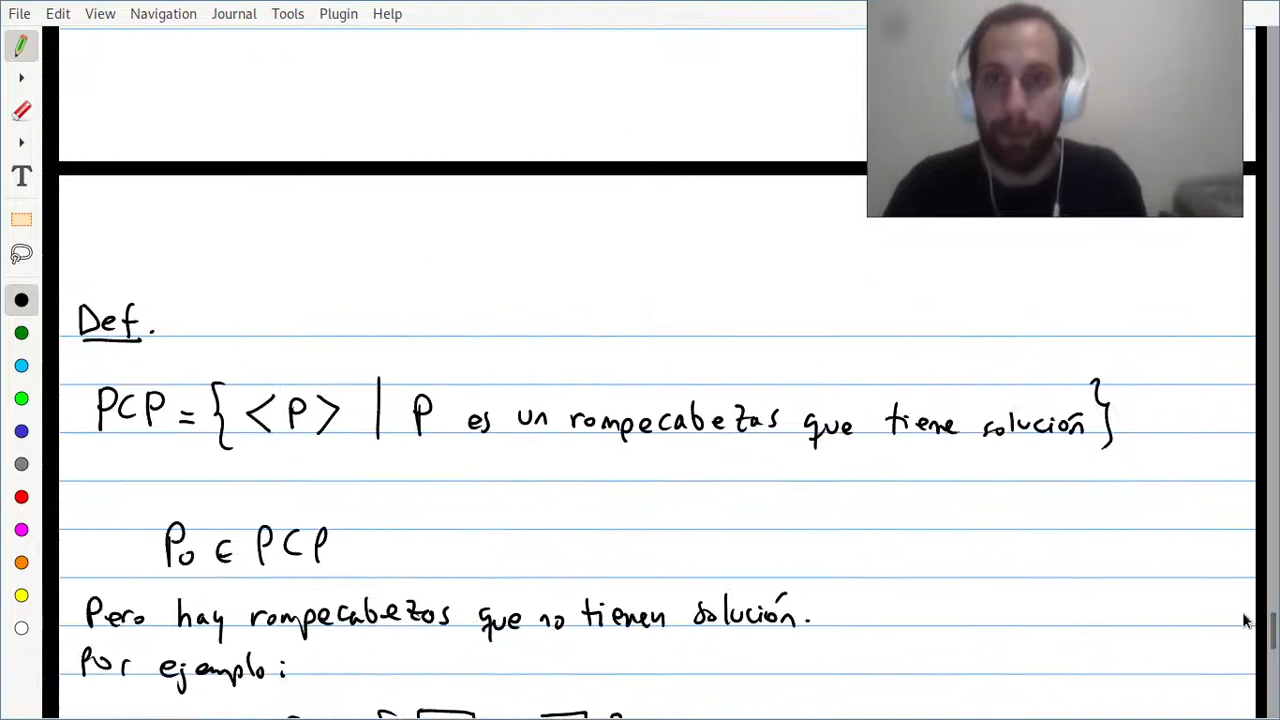 File Edit View Navigation Journal Tools Plugin Help
T
Def.
PCP = { <P> | P es un rompecabezas que tiene solución }
P₀ ∈ PCP
Pero hay rompecabezas que no tienen solución.
Por ejemplo: